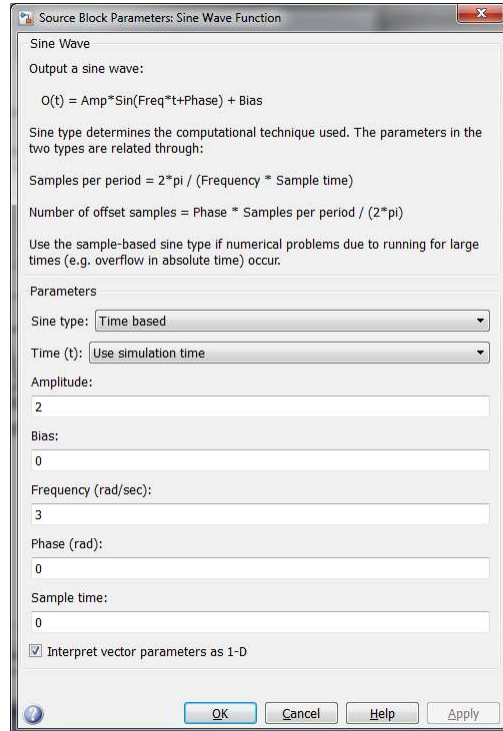 Source Block Parameters: Sine Wave Function
Sine Wave
Output a sine wave:
O(t) = Amp*Sin(Freq*t+Phase) + Bias
Sine type determines the computational technique used. The parameters in the
two types are related through:
Samples per period = 2*pi / (Frequency * Sample time)
Number of offset samples = Phase * Samples per period / (2*pi)
Use the sample-based sine type if numerical problems due to running for large
times (e.g. overflow in absolute time) occur.
Parameters
Sine type: Time based
Time (t): Use simulation time
Amplitude:
2
Bias:
0
Frequency (rad/sec):
3
Phase (rad):
0
Sample time:
0
Interpret vector parameters as 1-D
OK Cancel Help Apply